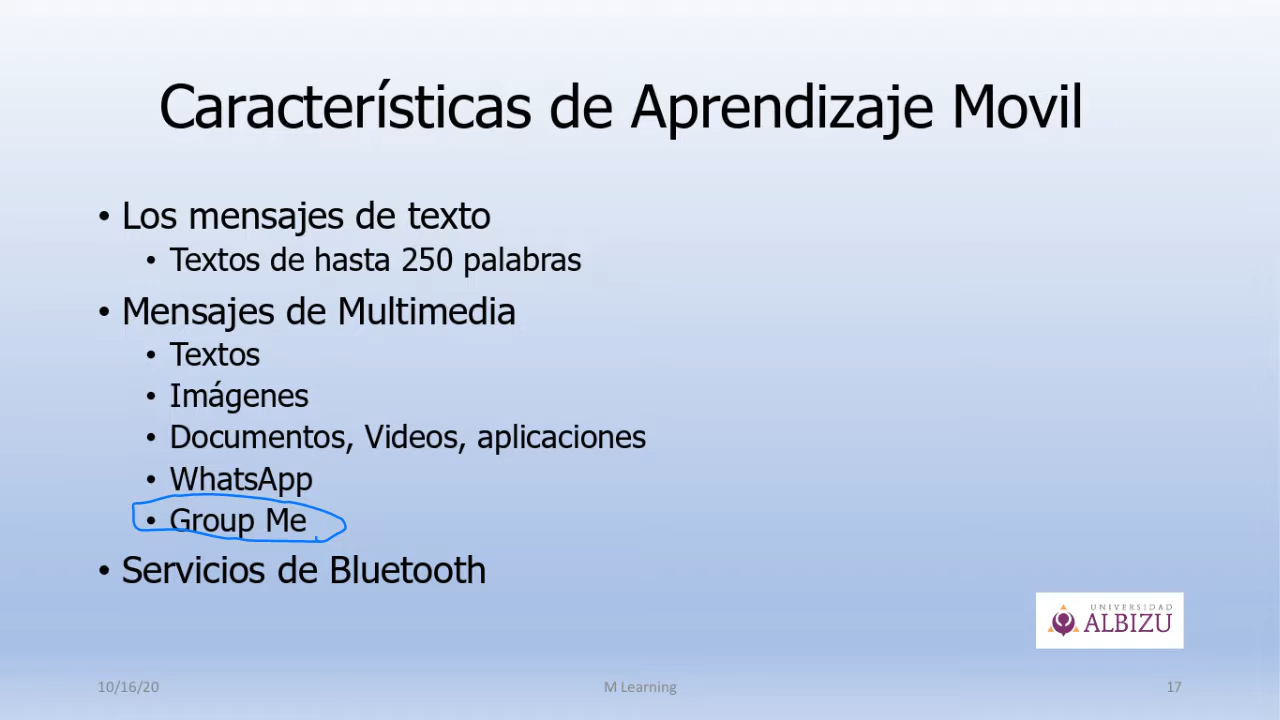 Características de Aprendizaje Movil
• Los mensajes de texto
• Textos de hasta 250 palabras
• Mensajes de Multimedia
• Textos
• Imágenes
• Documentos, Videos, aplicaciones
• WhatsApp
• Group Me
• Servicios de Bluetooth
UNIVERSIDAD
ALBIZU
10/16/20
M Learning
17